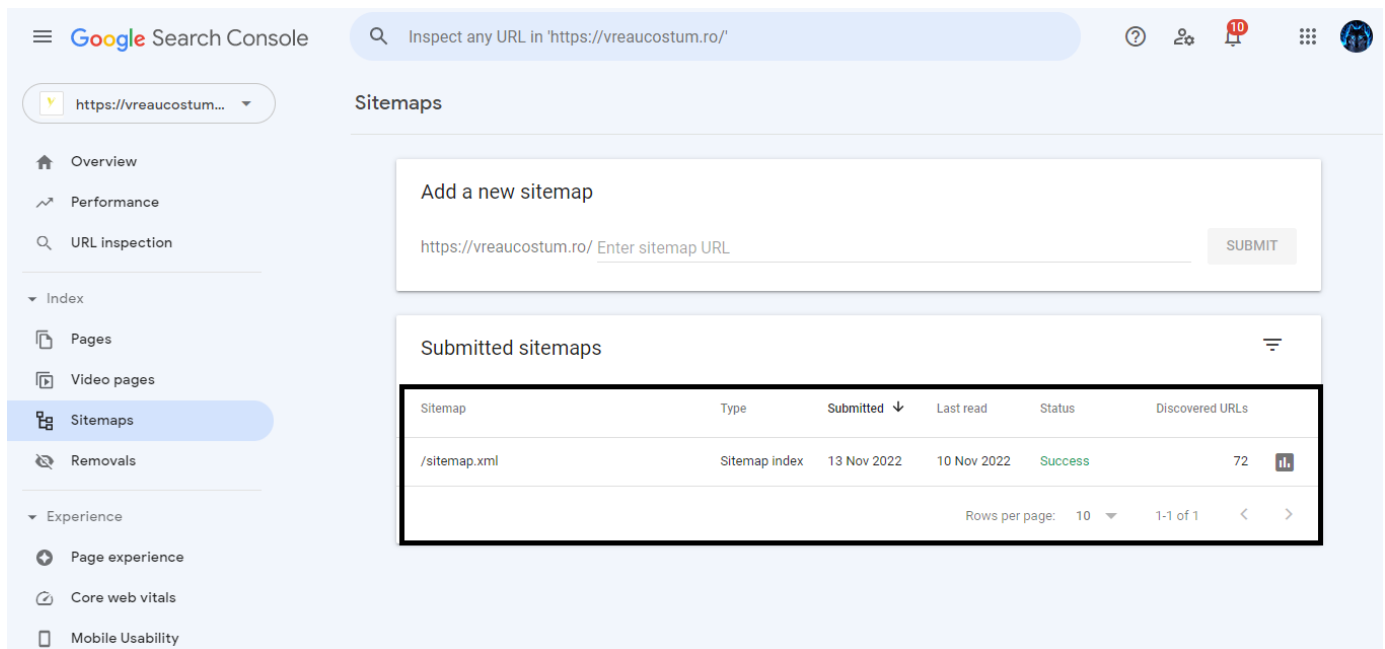 Google Search Console
Inspect any URL in 'https://vreaucostum.ro/'
10
https://vreaucostum...
Sitemaps
Overview
Performance
URL inspection
Index
Pages
Video pages
Sitemaps
Removals
Experience
Page experience
Core web vitals
Mobile Usability
Add a new sitemap
https://vreaucostum.ro/ Enter sitemap URL
SUBMIT
Submitted sitemaps
Sitemap Type Submitted Last read Status Discovered URLs
/sitemap.xml Sitemap index 13 Nov 2022 10 Nov 2022 Success 72
Rows per page: 10 1-1 of 1